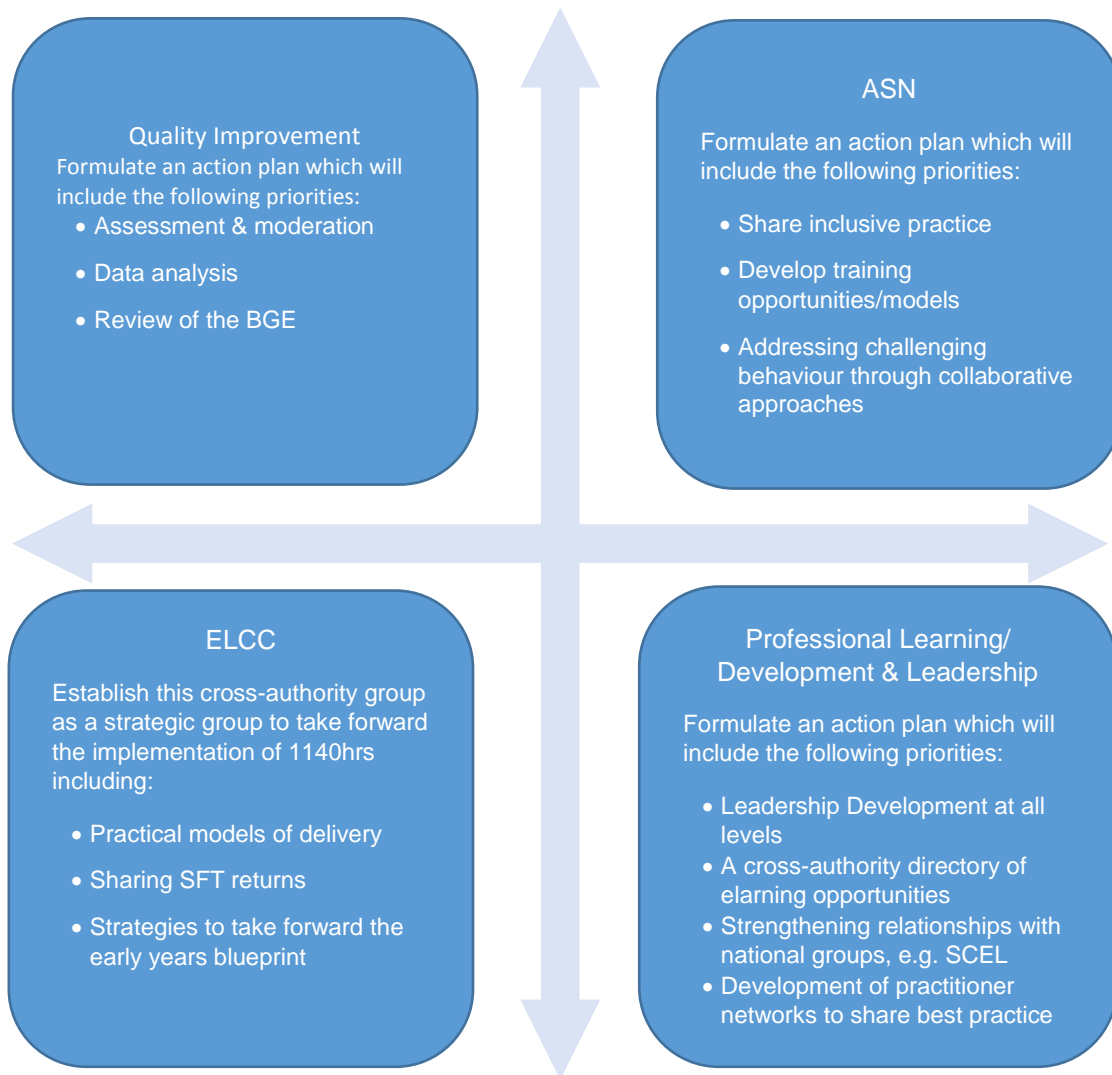 Quality Improvement
Formulate an action plan which will
include the following priorities:
• Assessment & moderation
• Data analysis
• Review of the BGE
ASN
Formulate an action plan which will
include the following priorities:
• Share inclusive practice
• Develop training
opportunities/models
• Addressing challenging
behaviour through collaborative
approaches
ELCC
Establish this cross-authority group
as a strategic group to take forward
the implementation of 1140hrs
including:
• Practical models of delivery
• Sharing SFT returns
• Strategies to take forward the
early years blueprint
Professional Learning/
Development & Leadership
Formulate an action plan which will
include the following priorities:
• Leadership Development at all
levels
• A cross-authority directory of
elarning opportunities
• Strengthening relationships with
national groups, e.g. SCEL
• Development of practitioner
networks to share best practice